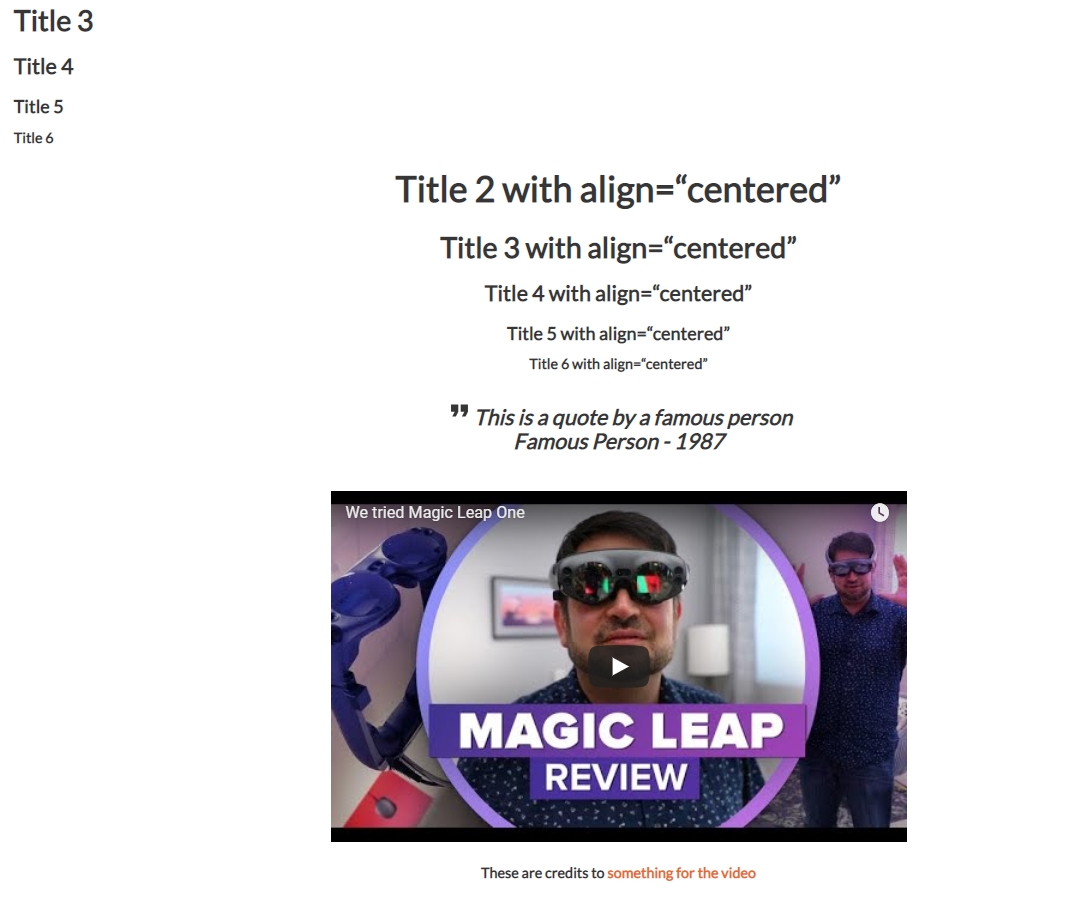 Title 3
Title 4
Title 5
Title 6
Title 2 with align=“centered”
Title 3 with align=“centered”
Title 4 with align=“centered”
Title 5 with align=“centered”
Title 6 with align=“centered”
” This is a quote by a famous person
Famous Person - 1987
We tried Magic Leap One
MAGIC LEAP
REVIEW
These are credits to something for the video